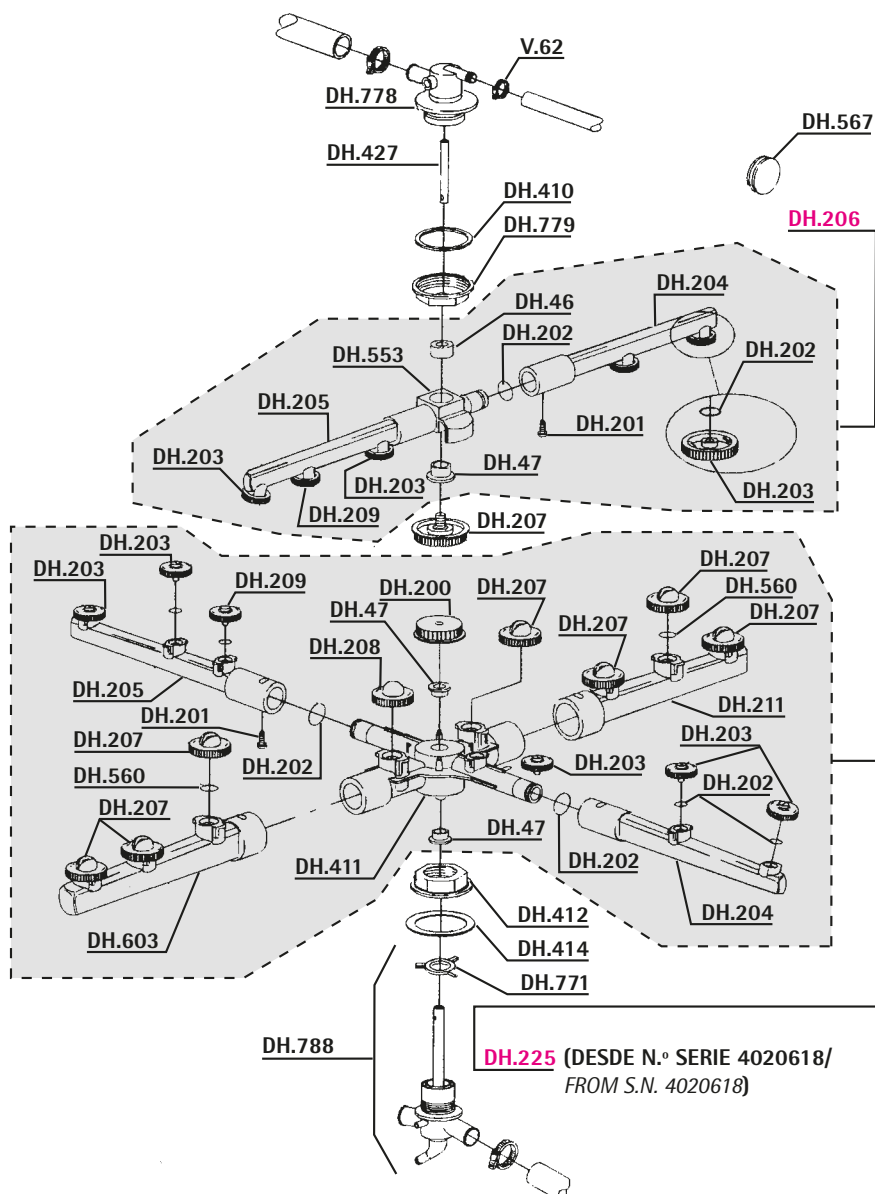 V.62
DH.778
DH.567
DH.427
DH.410
DH.206
DH.779
DH.204
DH.46
DH.202
DH.553
DH.202
DH.205
DH.201
DH.203
DH.47
DH.203
DH.203
DH.209
DH.207
DH.203
DH.203
DH.209
DH.200
DH.207
DH.207
DH.560
DH.47
DH.207
DH.207
DH.208
DH.205
DH.211
DH.201
DH.207
DH.202
DH.203
DH.203
DH.202
DH.560
DH.207
DH.47
DH.411
DH.202
DH.412
DH.204
DH.603
DH.414
DH.771
DH.788
DH.225 (DESDE N.º SERIE 4020618/
FROM S.N. 4020618)